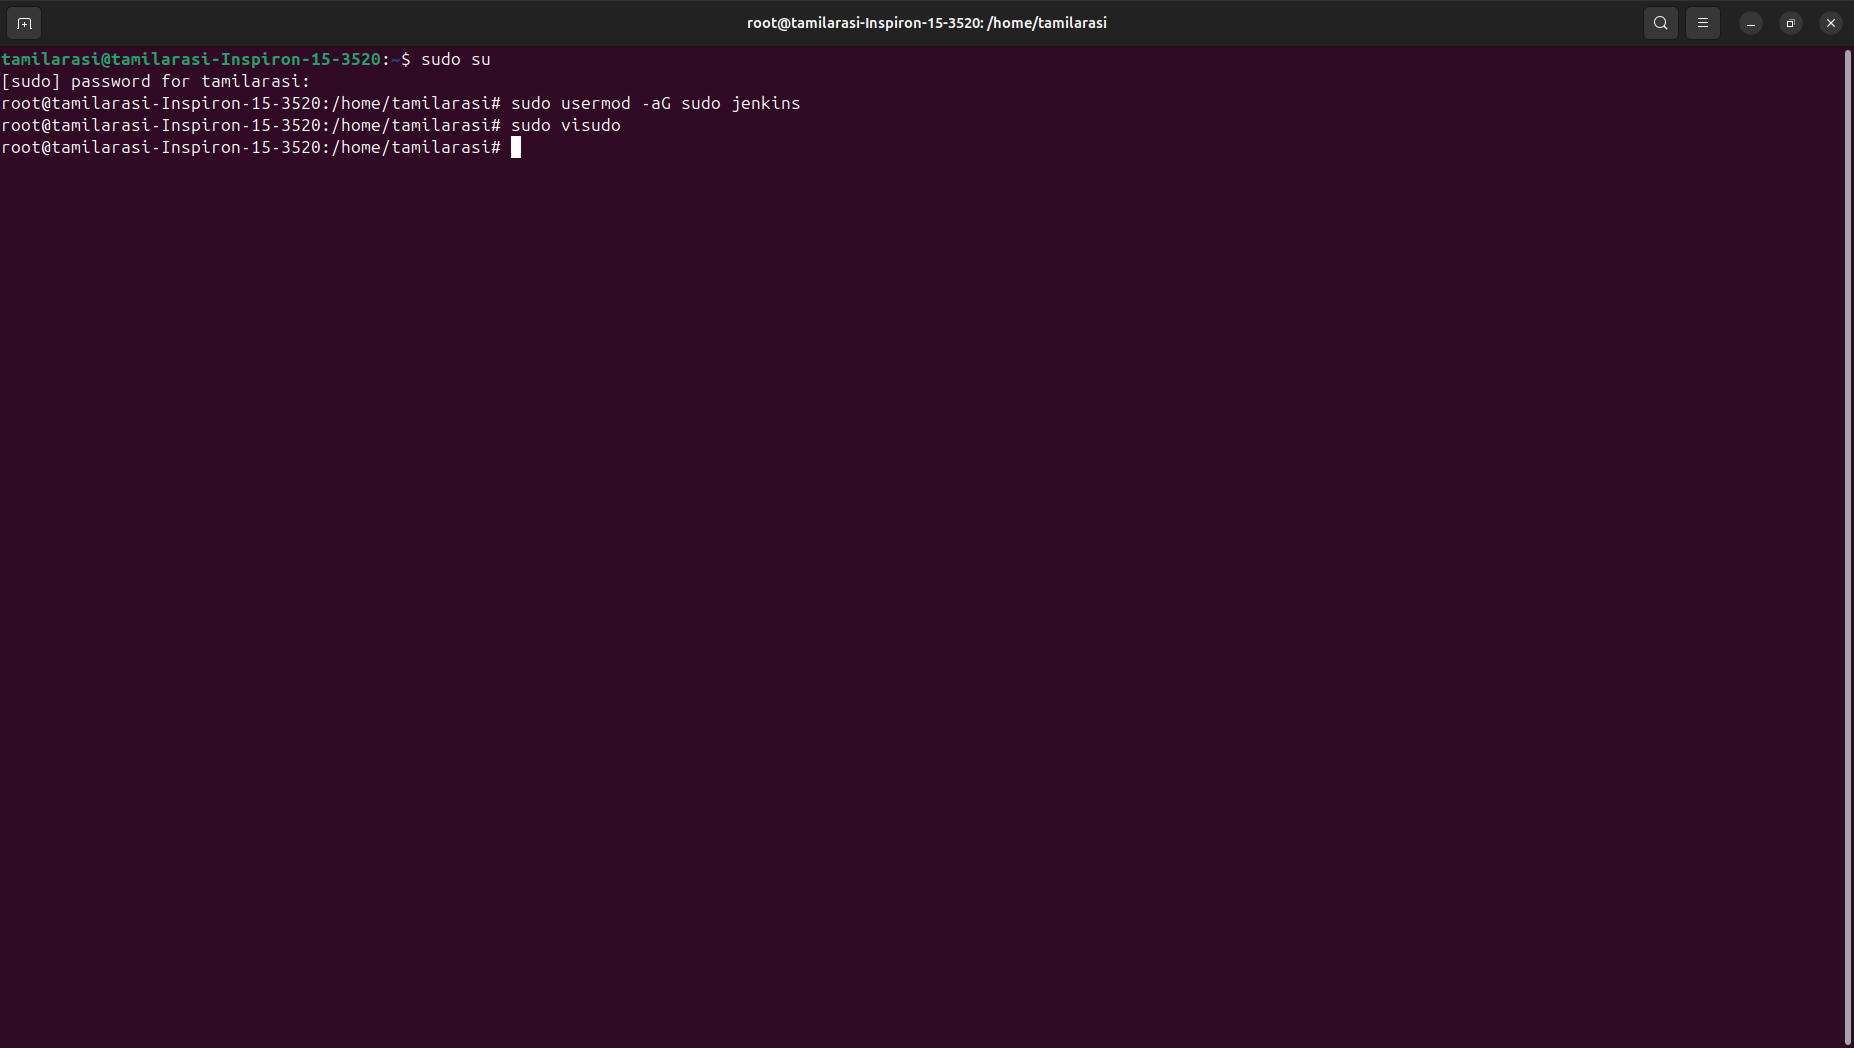 root@tamilarasi-Inspiron-15-3520: /home/tamilarasi
tamilarasi@tamilarasi-Inspiron-15-3520:~$ sudo su
[sudo] password for tamilarasi:
root@tamilarasi-Inspiron-15-3520:/home/tamilarasi# sudo usermod -aG sudo jenkins
root@tamilarasi-Inspiron-15-3520:/home/tamilarasi# sudo visudo
root@tamilarasi-Inspiron-15-3520:/home/tamilarasi#